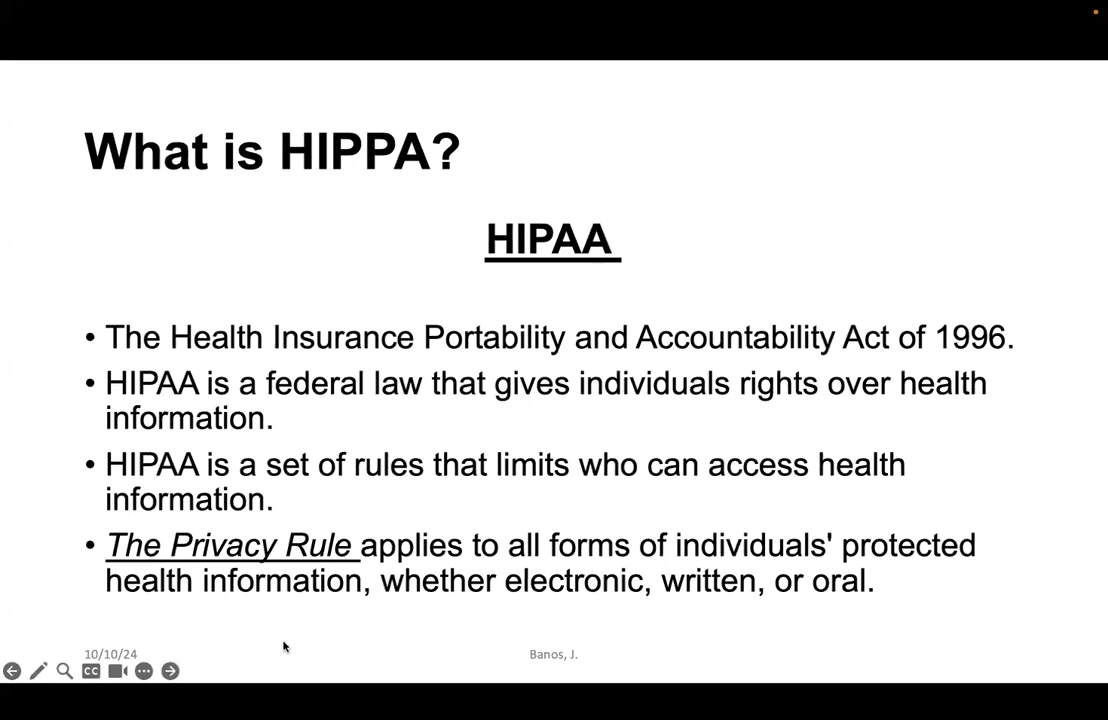 What is HIPPA?
HIPAA
• The Health Insurance Portability and Accountability Act of 1996.
• HIPAA is a federal law that gives individuals rights over health
information.
• HIPAA is a set of rules that limits who can access health
information.
• The Privacy Rule applies to all forms of individuals' protected
health information, whether electronic, written, or oral.
10/10/24
Banos, J.
CC